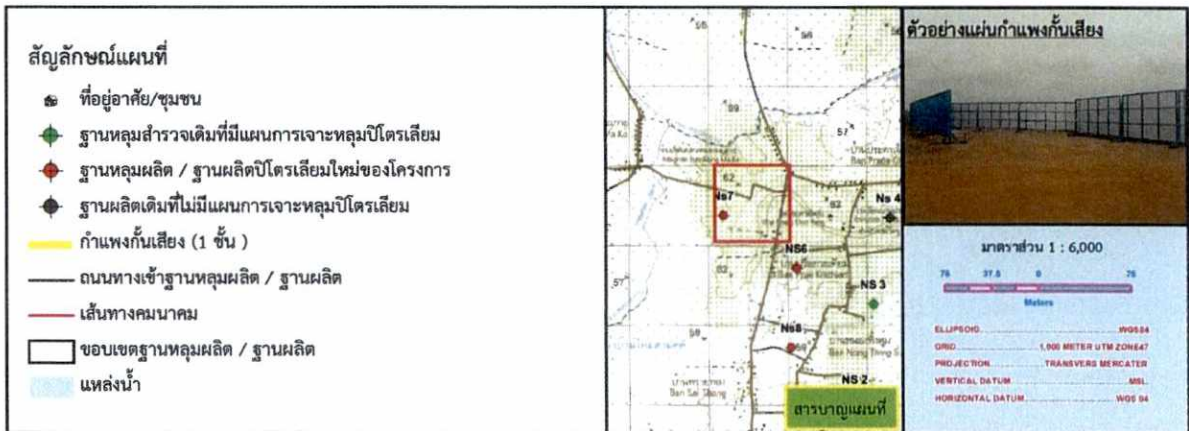 สัญลักษณ์แผนที่
ที่อยู่อาศัย/ชุมชน
ฐานหลุมสำรวจเดิมที่มีแผนการเจาะหลุมปิโตรเลียม
ฐานหลุมผลิต / ฐานผลิตปิโตรเลียมใหม่ของโครงการ
ฐานผลิตเดิมที่ไม่มีแผนการเจาะหลุมปิโตรเลียม
กำแพงกั้นเสียง (1 ชั้น )
ถนนทางเข้าฐานหลุมผลิต / ฐานผลิต
เส้นทางคมนาคม
ขอบเขตฐานหลุมผลิต / ฐานผลิต
แหล่งน้ำ
57
62
Ns7
Ns 4
NS6
62
57
NS 3
Ns8
Ban Sai Thong
NS 2
สารบาญแผนที่
ตัวอย่างแผ่นกำแพงกั้นเสียง
มาตราส่วน 1 : 6,000
75 37.5 0 75
Meters
ELLIPSOID WGS84
GRID 1,000 METER UTM ZONE47
PROJECTION TRANSVERS MERCATER
VERTICAL DATUM MSL
HORIZONTAL DATUM WGS 84